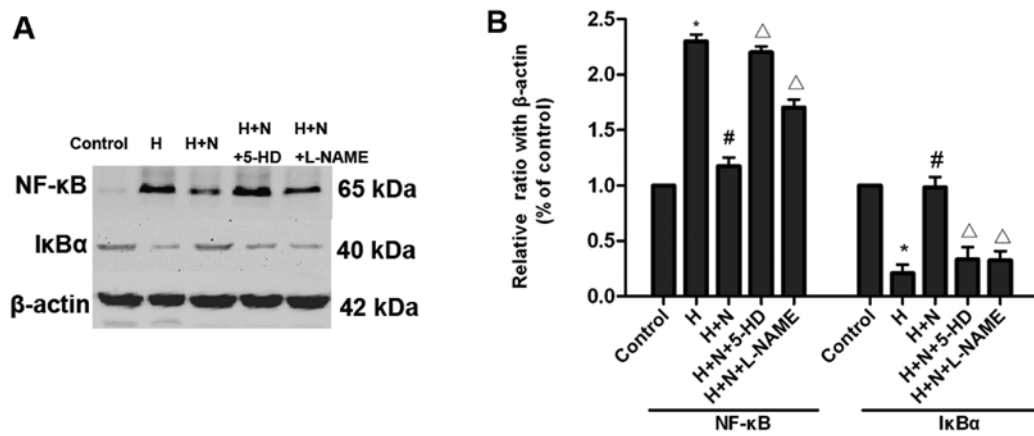 A
Control H H+N H+N +5-HD H+N +L-NAME
NF-κB 65 kDa
IκBα 40 kDa
β-actin 42 kDa
B
Relative ratio with β-actin
(% of control)
2.5
2.0
1.5
1.0
0.5
0.0
* # △ △ * # △ △
Control H H+N H+N+5-HD H+N+L-NAME Control H H+N H+N+5-HD H+N+L-NAME
NF-κB IκBα